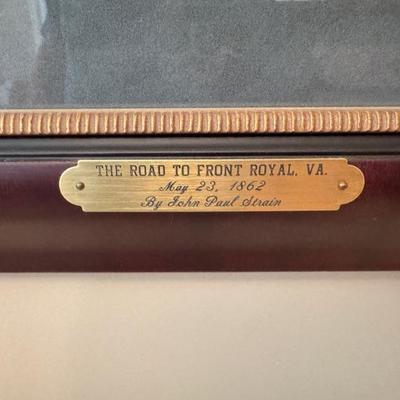 THE ROAD TO FRONT ROYAL, VA.
May 23, 1862
By John Paul Strain